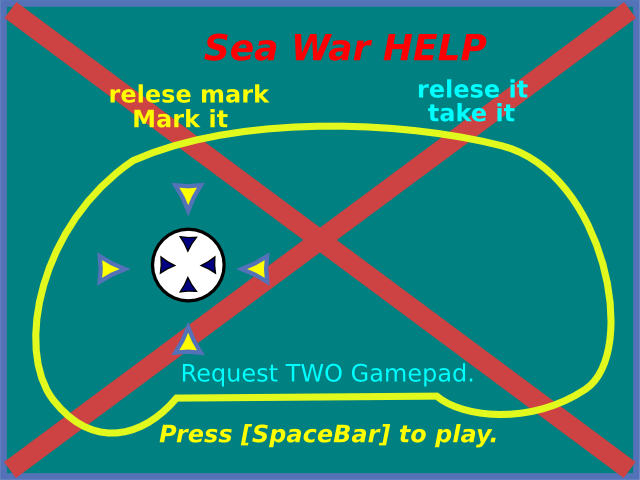 Sea War HELP
relese mark
Mark it
relese it
take it
Request TWO Gamepad.
Press [SpaceBar] to play.